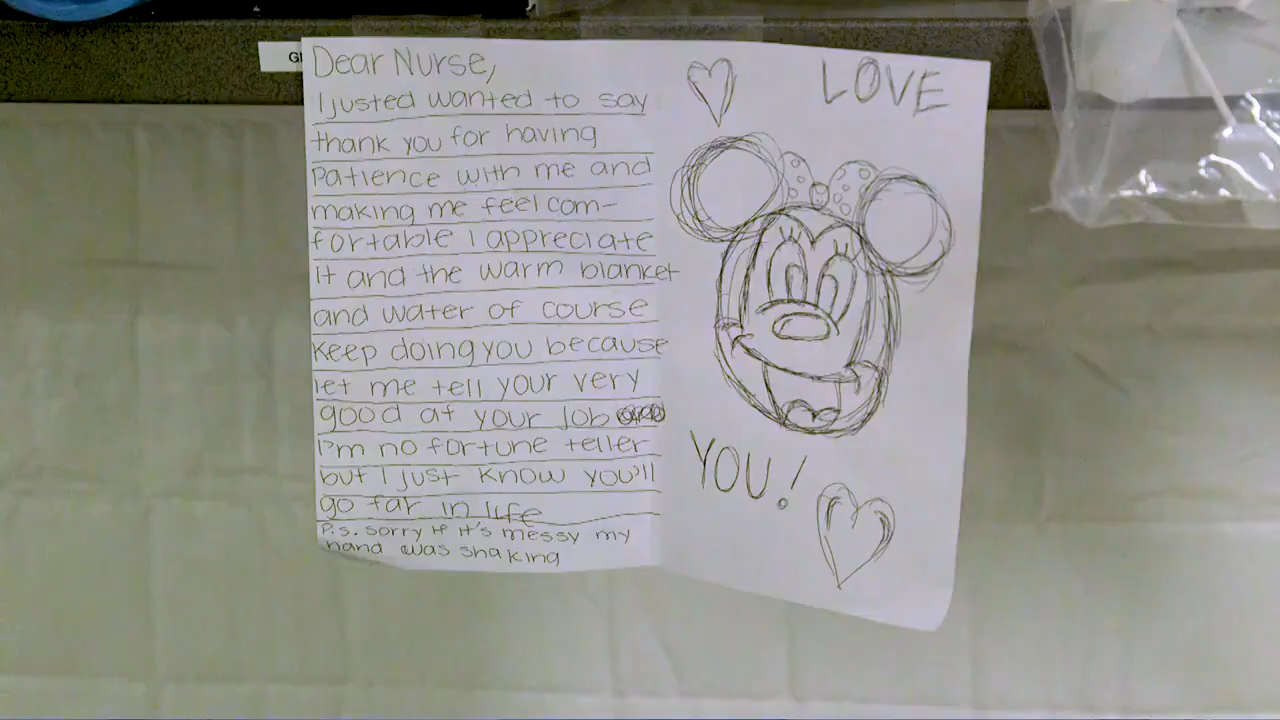 GI
Dear Nurse,
I justed wanted to say
thank you for having
patience with me and
making me feel com-
fortable I appreciate
It and the warm blanket
and water of course
keep doing you because
let me tell your very
good at your job
I'm no fortune teller
but I just know you'll
go far in life
P.S. sorry if it's messy my
hand was shaking
LOVE
YOU!